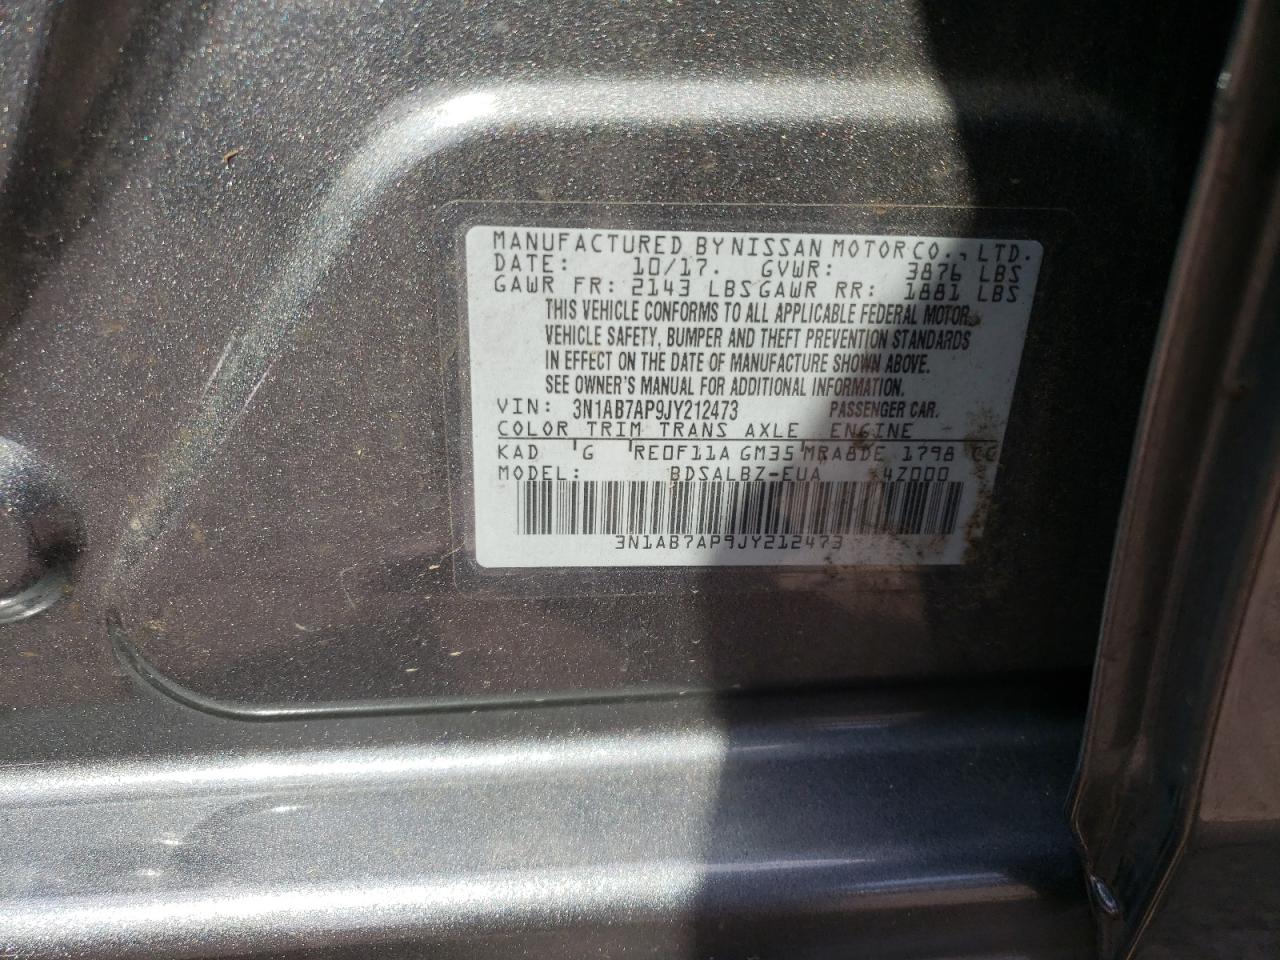 MANUFACTURED BY NISSAN MOTOR CO., LTD.
DATE: 10/17. GVWR: 3876 LBS
GAWR FR: 2143 LBS GAWR RR: 1881 LBS
THIS VEHICLE CONFORMS TO ALL APPLICABLE FEDERAL MOTOR
VEHICLE SAFETY, BUMPER AND THEFT PREVENTION STANDARDS
IN EFFECT ON THE DATE OF MANUFACTURE SHOWN ABOVE.
SEE OWNER'S MANUAL FOR ADDITIONAL INFORMATION.
VIN: 3N1AB7AP9JY212473 PASSENGER CAR.
COLOR TRIM TRANS AXLE ENGINE
KAD G RE0F11A GM35 MRA8DE 1798 CC
MODEL: BDSALBZ-EUA 4Z000
3N1AB7AP9JY212473